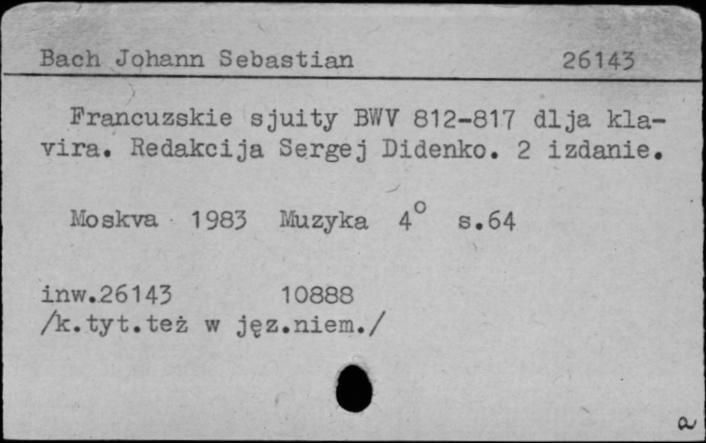 Bach Johann Sebastian 26143
Francuzskie sjuity BWV 812-817 dlja kla-
vira. Redakcija Sergej Didenko. 2 izdanie.
Moskva 1983 Muzyka 4° s.64
inw.26143 10888
/k.tyt.też w jęz.niem./